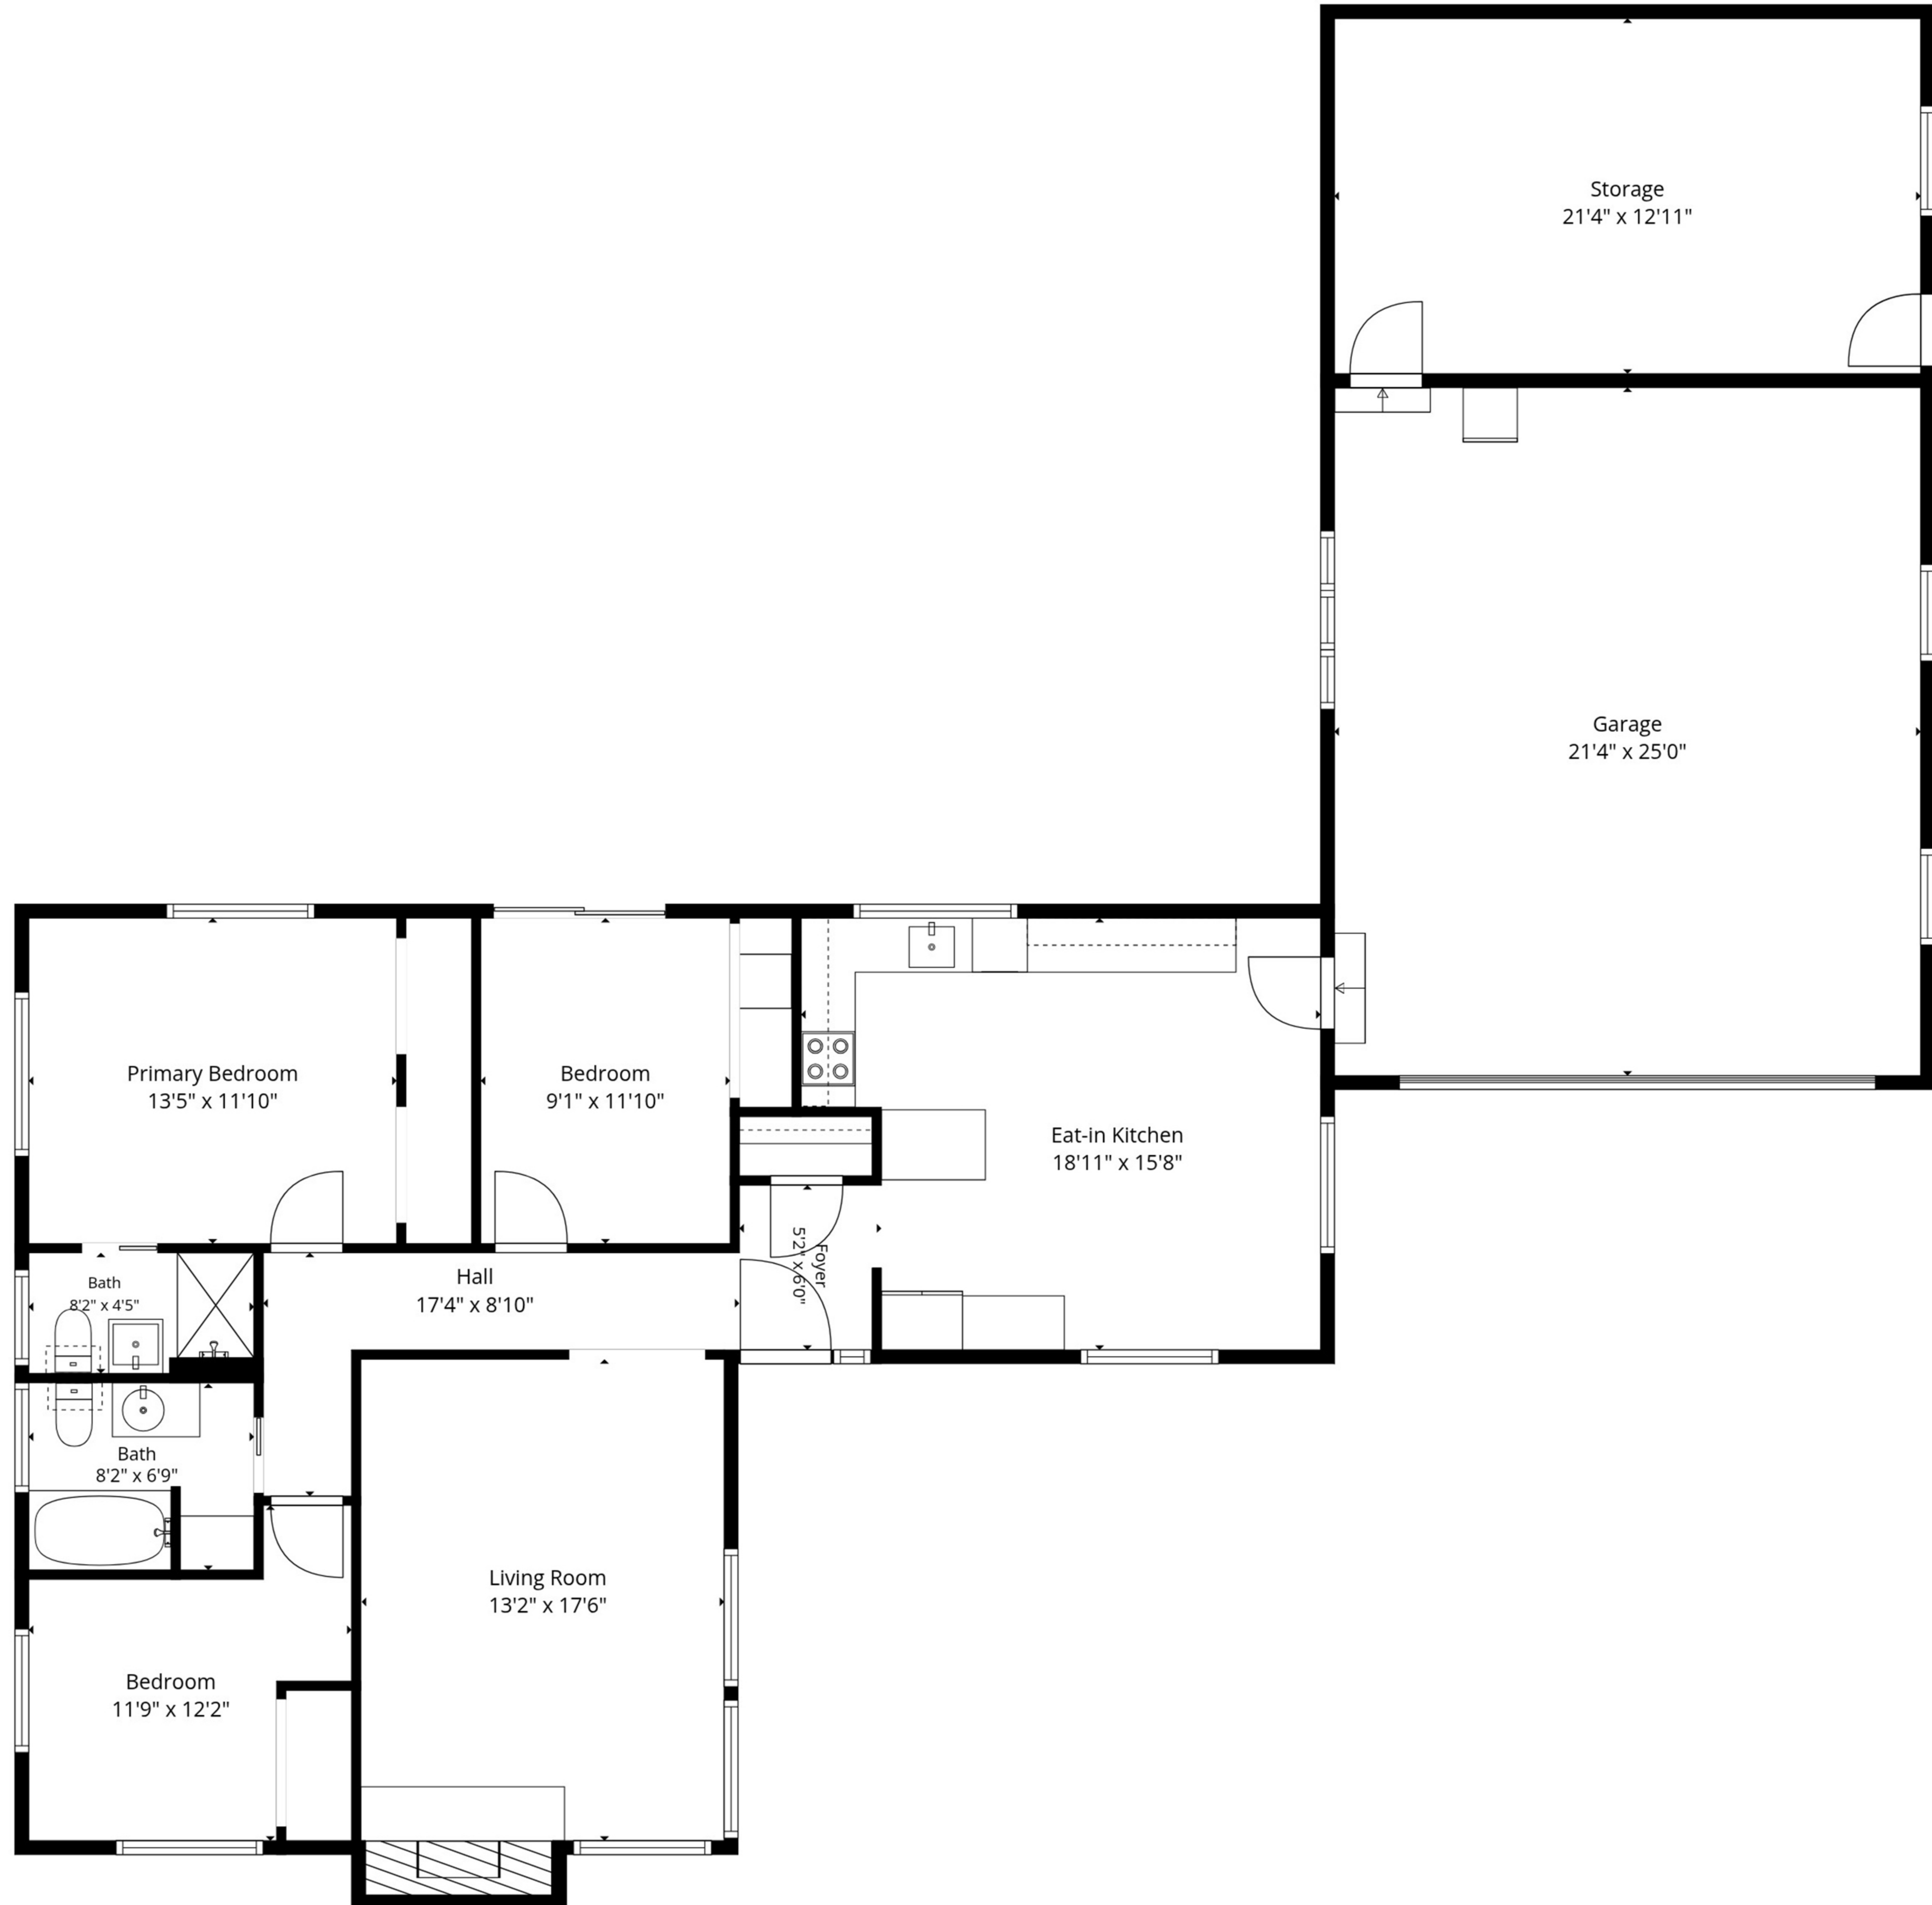 Storage
21'4" x 12'11"
Garage
21'4" x 25'0"
Primary Bedroom
13'5" x 11'10"
Bedroom
9'1" x 11'10"
Eat-in Kitchen
18'11" x 15'8"
Foyer
5'2" x 6'0"
Hall
17'4" x 8'10"
Bath
8'2" x 4'5"
Bath
8'2" x 6'9"
Living Room
13'2" x 17'6"
Bedroom
11'9" x 12'2"